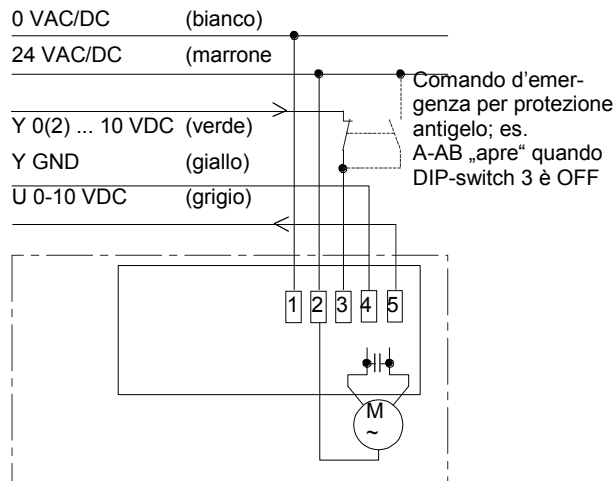 0 VAC/DC (bianco)
24 VAC/DC (marrone
Comando d'emer-
genza per protezione
antigelo; es.
A-AB „apre“ quando
DIP-switch 3 è OFF
Y 0(2) ... 10 VDC (verde)
Y GND (giallo)
U 0-10 VDC (grigio)
1 2 3 4 5
M
~